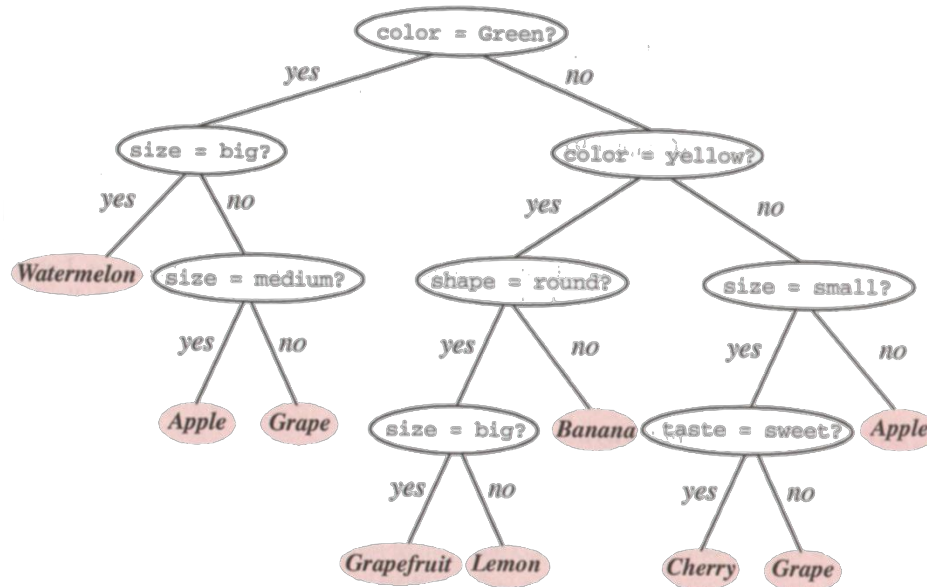 color = Green?
yes
no
size = big?
color = yellow?
yes
no
yes
no
Watermelon
size = medium?
shape = round?
size = small?
yes
no
yes
no
yes
no
Apple
Grape
size = big?
Banana
taste = sweet?
Apple
yes
no
yes
no
Grapefruit
Lemon
Cherry
Grape